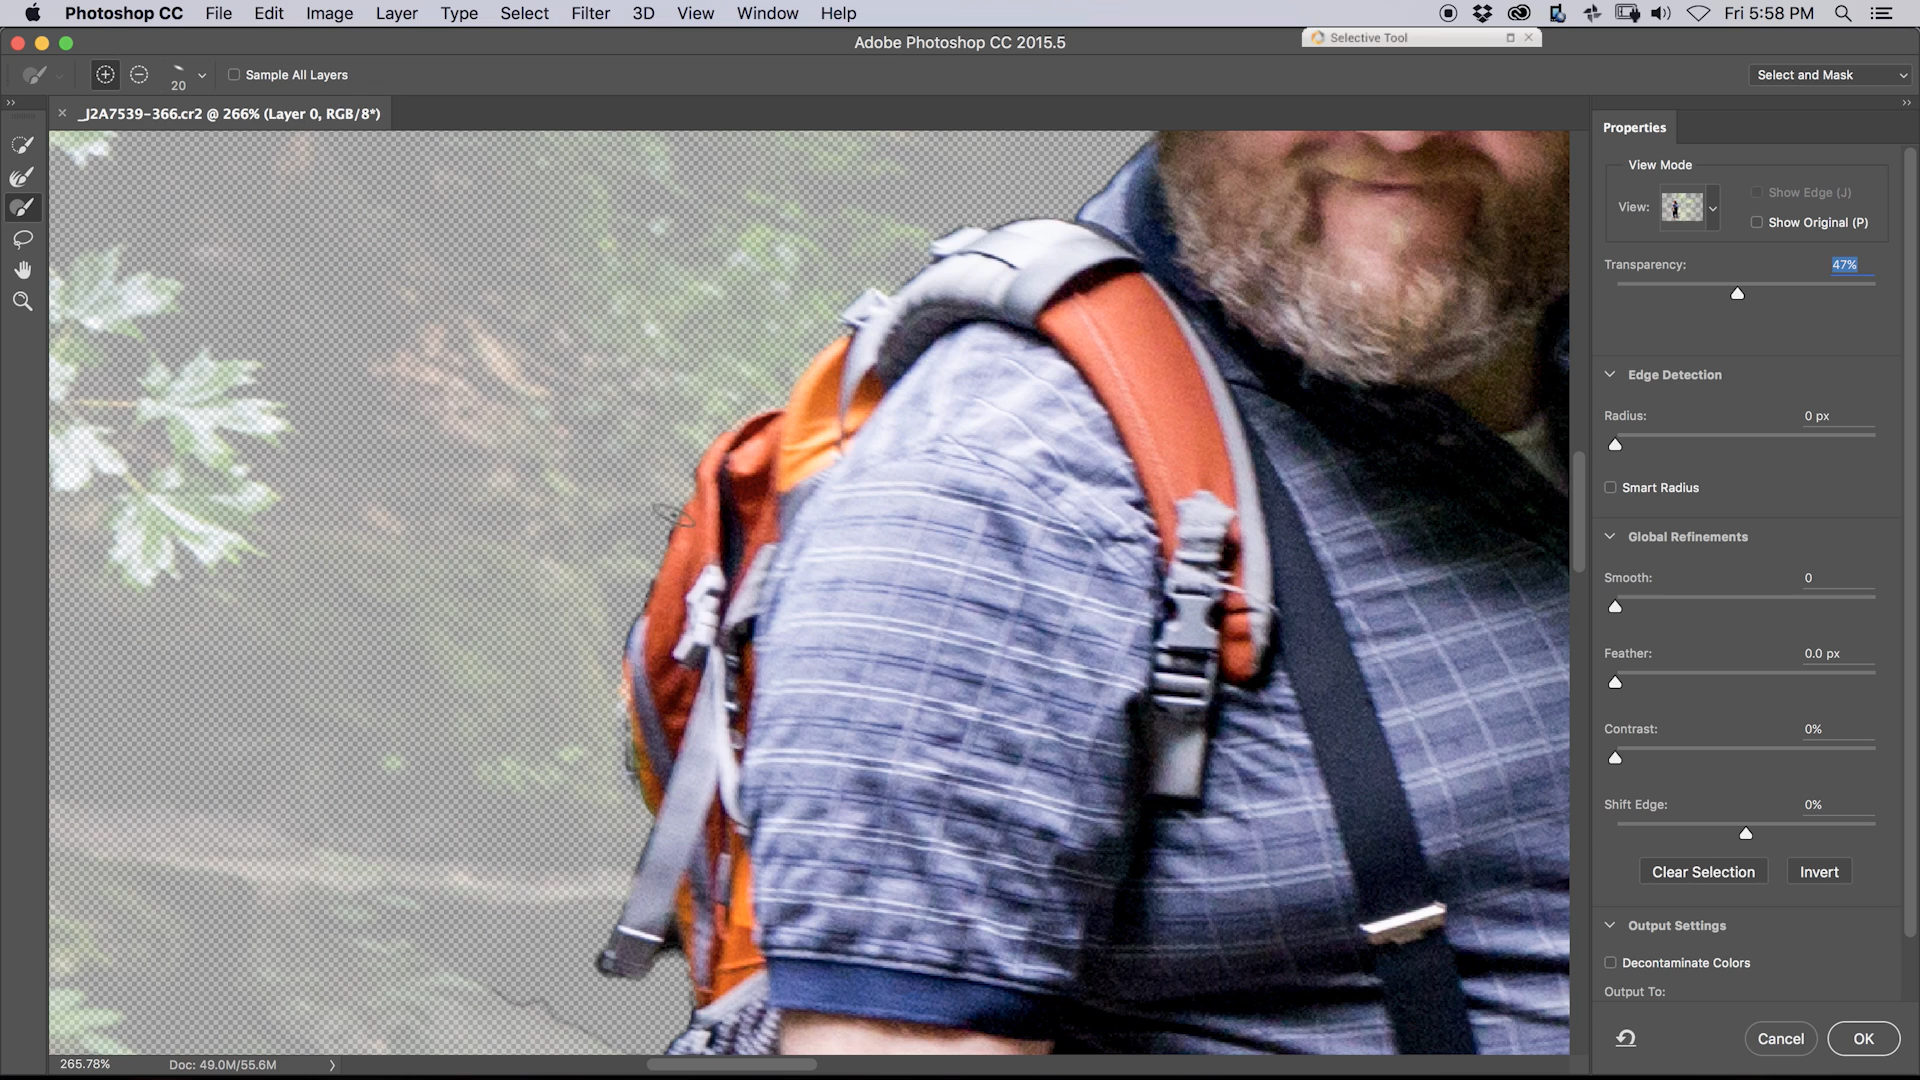 Photoshop CC File Edit Image Layer Type Select Filter 3D View Window Help Fri 5:58 PM
Adobe Photoshop CC 2015.5
Selective Tool
20
Sample All Layers
Select and Mask
_J2A7539-366.cr2 @ 266% (Layer 0, RGB/8*)
Properties
View Mode
View:
Show Edge (J)
Show Original (P)
Transparency: 47%
Edge Detection
Radius: 0 px
Smart Radius
Global Refinements
Smooth: 0
Feather: 0.0 px
Contrast: 0%
Shift Edge: 0%
Clear Selection Invert
Output Settings
Decontaminate Colors
Output To:
Cancel OK
265.78% Doc: 49.0M/55.6M